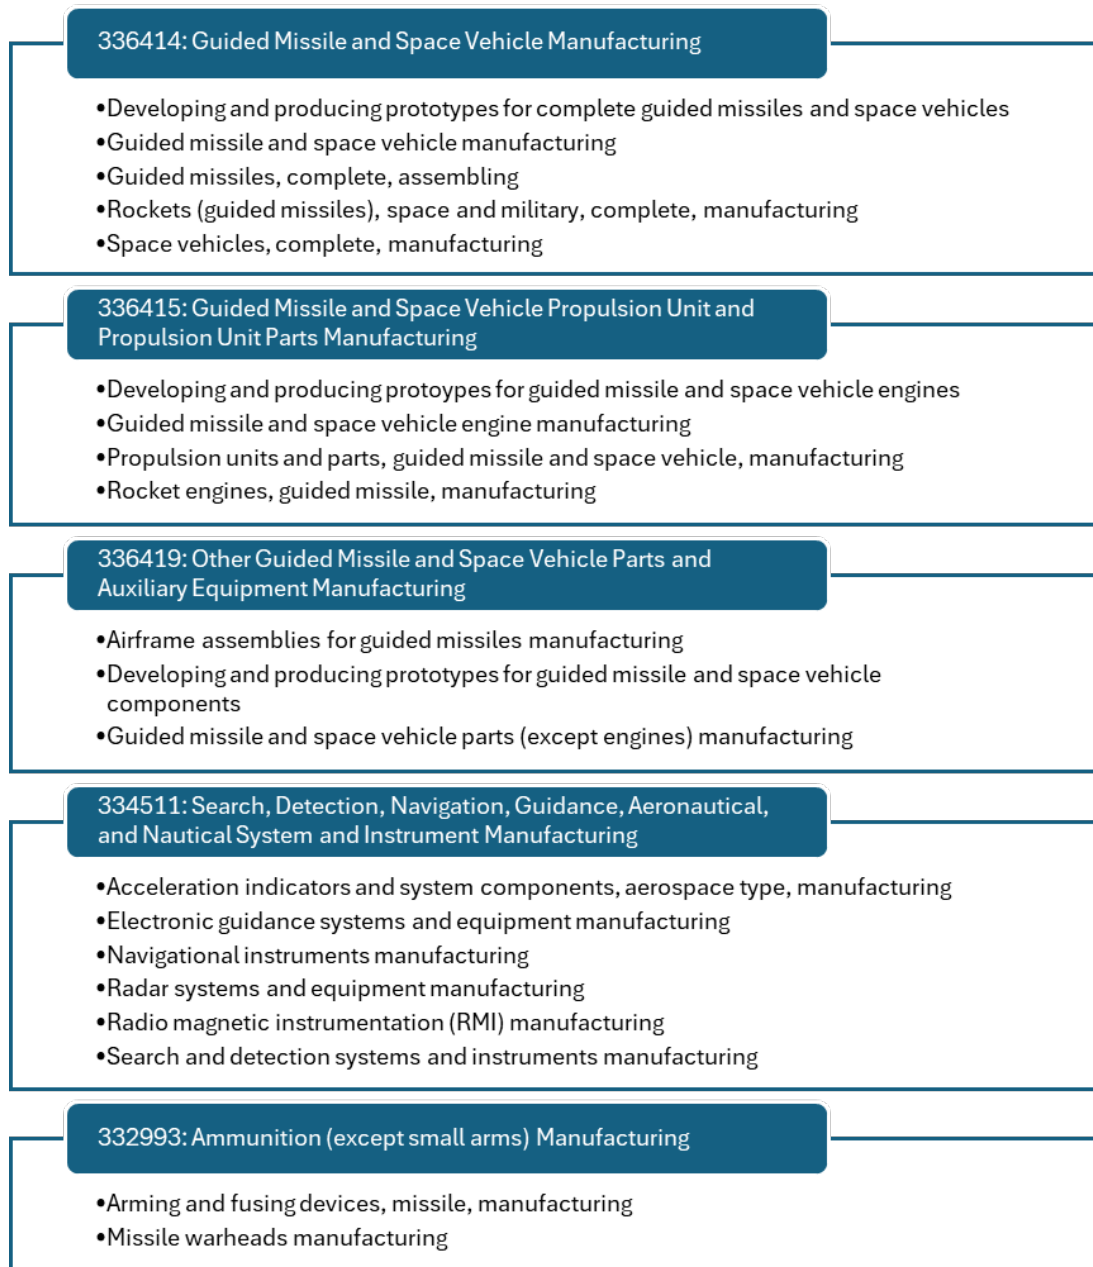 336414: Guided Missile and Space Vehicle Manufacturing
•Developing and producing prototypes for complete guided missiles and space vehicles
•Guided missile and space vehicle manufacturing
•Guided missiles, complete, assembling
•Rockets (guided missiles), space and military, complete, manufacturing
•Space vehicles, complete, manufacturing
336415: Guided Missile and Space Vehicle Propulsion Unit and
Propulsion Unit Parts Manufacturing
•Developing and producing protoypes for guided missile and space vehicle engines
•Guided missile and space vehicle engine manufacturing
•Propulsion units and parts, guided missile and space vehicle, manufacturing
•Rocket engines, guided missile, manufacturing
336419: Other Guided Missile and Space Vehicle Parts and
Auxiliary Equipment Manufacturing
•Airframe assemblies for guided missiles manufacturing
•Developing and producing prototypes for guided missile and space vehicle
components
•Guided missile and space vehicle parts (except engines) manufacturing
334511: Search, Detection, Navigation, Guidance, Aeronautical,
and Nautical System and Instrument Manufacturing
•Acceleration indicators and system components, aerospace type, manufacturing
•Electronic guidance systems and equipment manufacturing
•Navigational instruments manufacturing
•Radar systems and equipment manufacturing
•Radio magnetic instrumentation (RMI) manufacturing
•Search and detection systems and instruments manufacturing
332993: Ammunition (except small arms) Manufacturing
•Arming and fusing devices, missile, manufacturing
•Missile warheads manufacturing